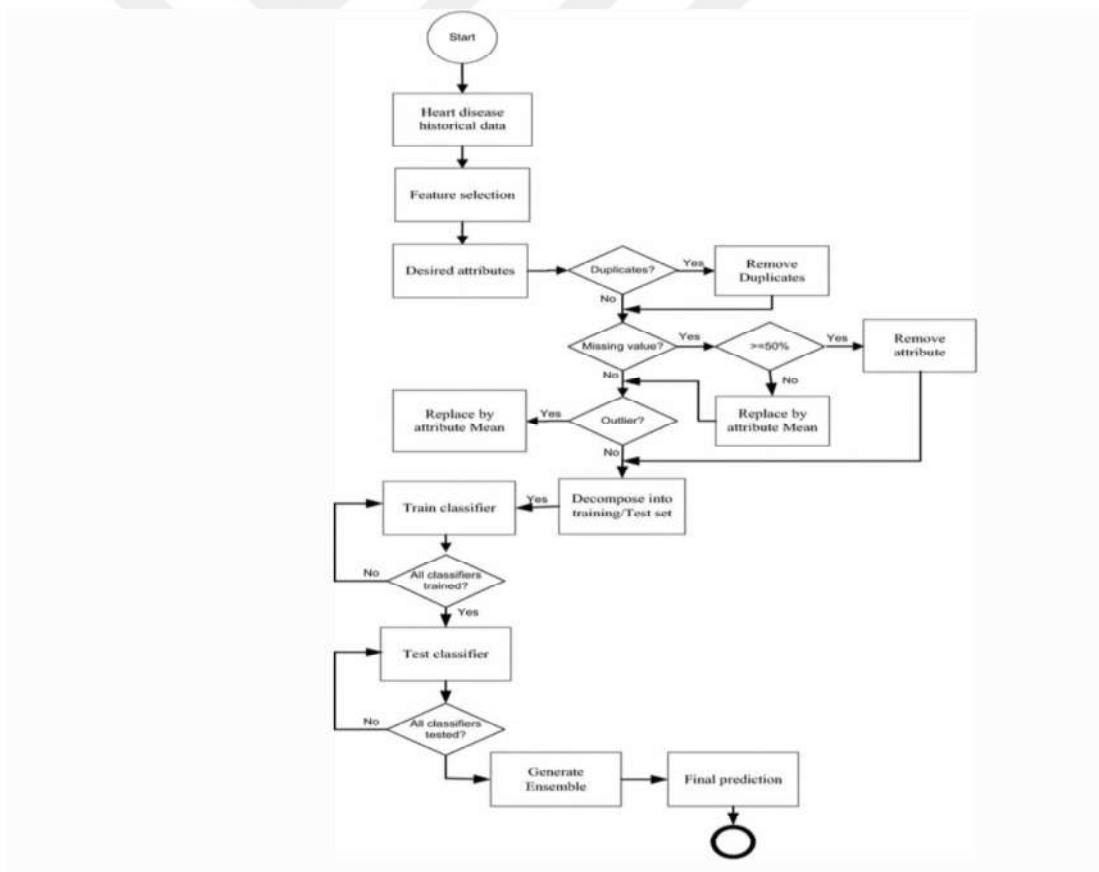 Start
Heart disease
historical data
Feature selection
Desired attributes
Duplicates?
Yes
Remove
Duplicates
No
Missing value?
Yes
>=50%
Yes
Remove
attribute
No
No
Replace by
attribute Mean
Yes
Outlier?
Replace by
attribute Mean
No
Train classifier
Yes
Decompose into
training/Test set
No
All classifiers
trained?
Yes
Test classifier
No
All classifiers
tested?
Generate
Ensemble
Final prediction